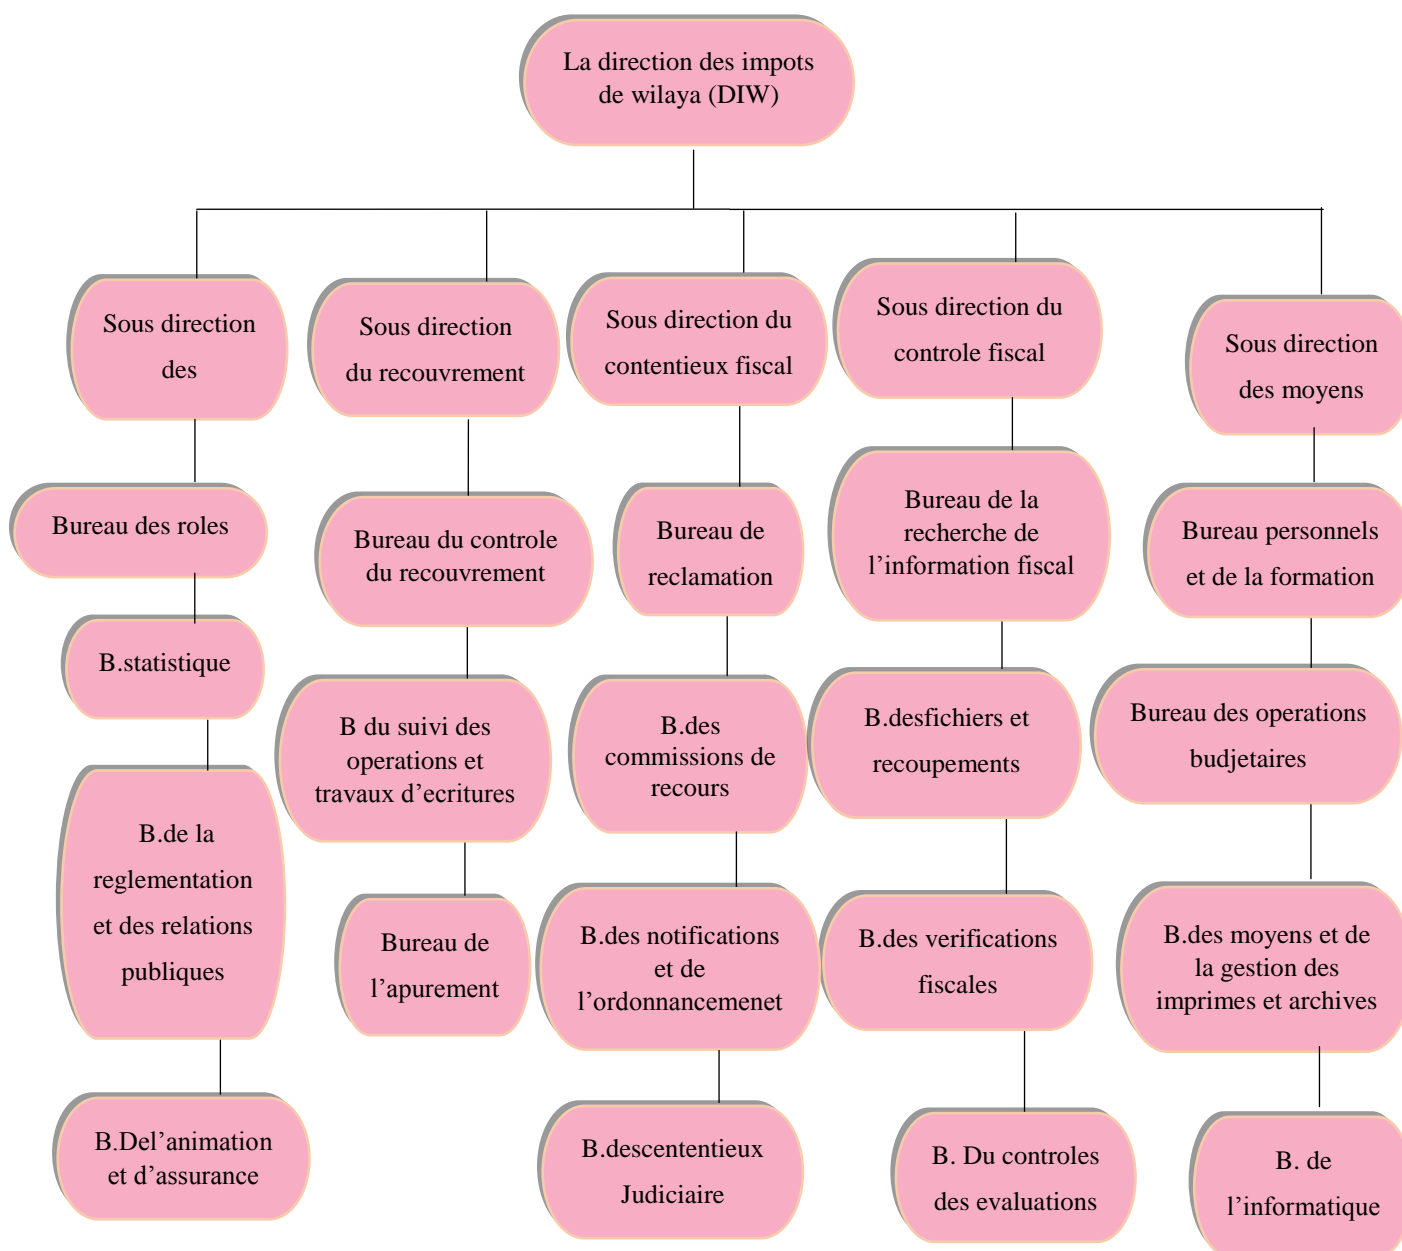 La direction des impots
de wilaya (DIW)
Sous direction
des
Sous direction
du recouvrement
Sous direction du
contentieux fiscal
Sous direction du
controle fiscal
Sous direction
des moyens
Bureau des roles
Bureau du controle
du recouvrement
Bureau de
reclamation
Bureau de la
recherche de
l’information fiscal
Bureau personnels
et de la formation
B.statistique
B du suivi des
operations et
travaux d’ecritures
B.des
commissions de
recours
B.desfichiers et
recoupements
Bureau des operations
budjetaires
B.de la
reglementation
et des relations
publiques
Bureau de
l’apurement
B.des notifications
et de
l’ordonnancemenet
B.des verifications
fiscales
B.des moyens et de
la gestion des
imprimes et archives
B.Del’animation
et d’assurance
B.descententieux
Judiciaire
B. Du controles
des evaluations
B. de
l’informatique